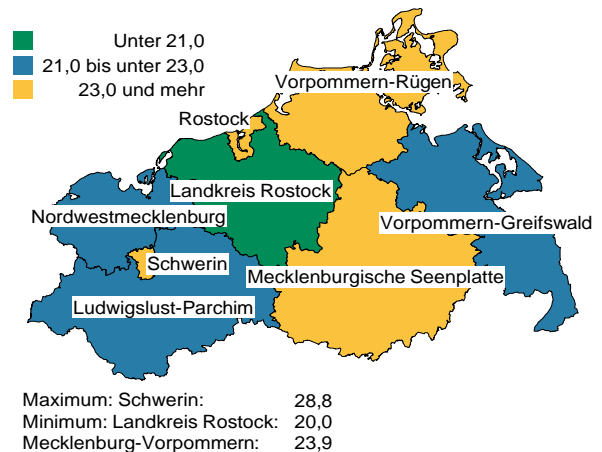 Unter 21,0
21,0 bis unter 23,0
23,0 und mehr
Vorpommern-Rügen
Rostock
Landkreis Rostock
Nordwestmecklenburg
Vorpommern-Greifswald
Schwerin
Mecklenburgische Seenplatte
Ludwigslust-Parchim
Maximum: Schwerin: 28,8
Minimum: Landkreis Rostock: 20,0
Mecklenburg-Vorpommern: 23,9